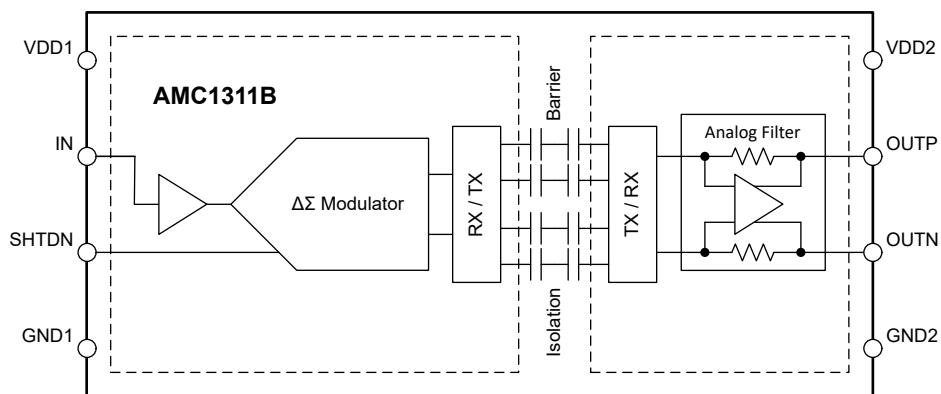 VDD1
VDD2
AMC1311B
Barrier
IN
Analog Filter
OUTP
ΔΣ Modulator
RX / TX
TX / RX
SHTDN
OUTN
Isolation
GND1
GND2